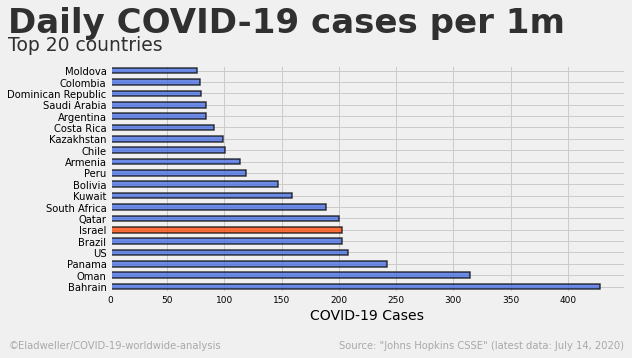 Daily COVID-19 cases per 1m
Top 20 countries
Moldova
Colombia
Dominican Republic
Saudi Arabia
Argentina
Costa Rica
Kazakhstan
Chile
Armenia
Peru
Bolivia
Kuwait
South Africa
Qatar
Israel
Brazil
US
Panama
Oman
Bahrain
0 50 100 150 200 250 300 350 400
COVID-19 Cases
©Eladweller/COVID-19-worldwide-analysis Source: "Johns Hopkins CSSE" (latest data: July 14, 2020)